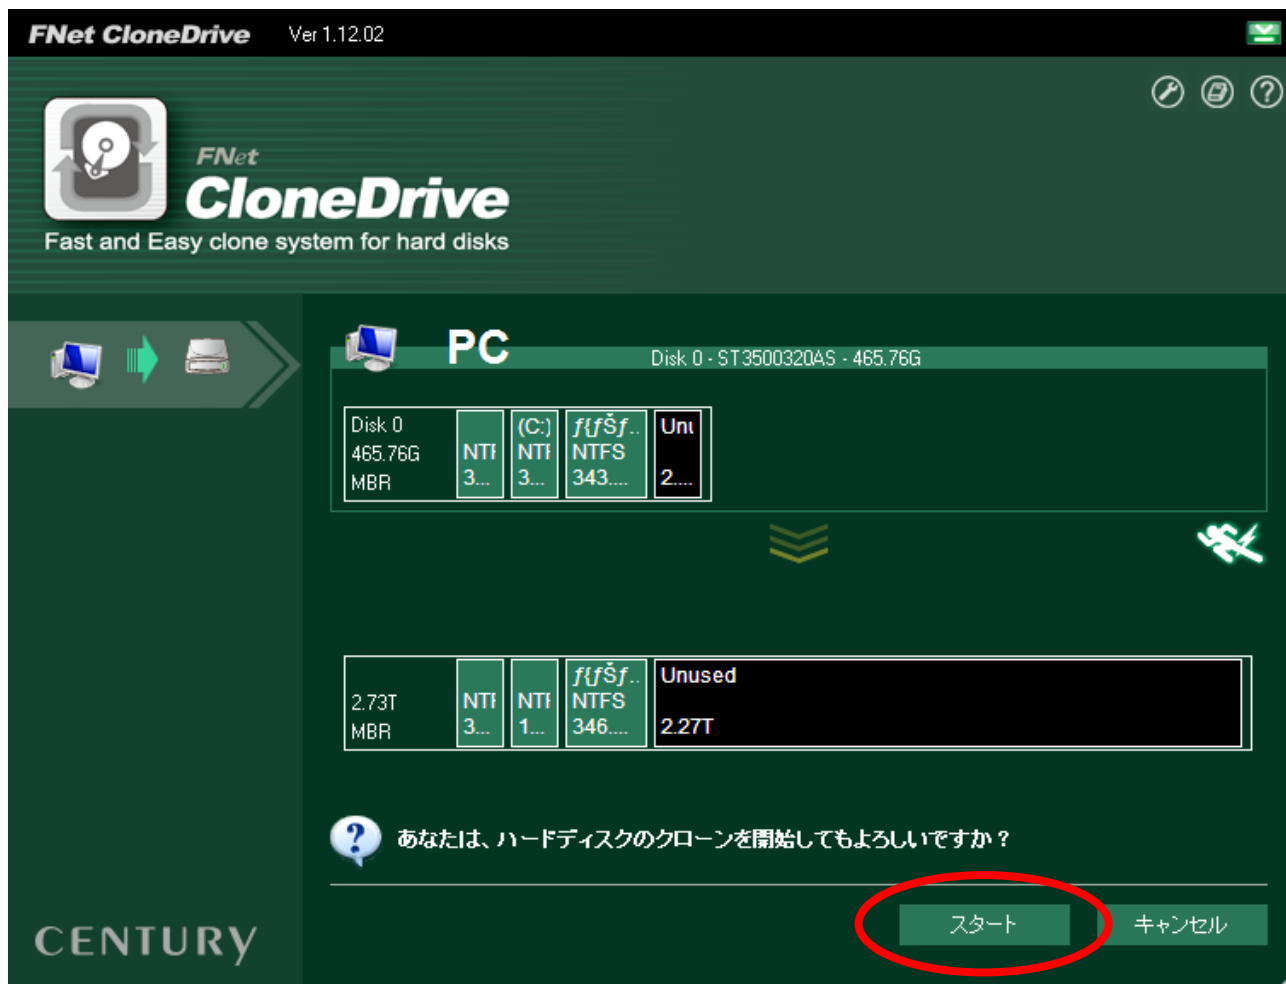 FNet CloneDrive Ver 1.12.02
FNet
CloneDrive
Fast and Easy clone system for hard disks
PC
Disk 0 - ST3500320AS - 465.76G
Disk 0
465.76G
MBR
NTF
3...
(C:)
NTF
3...
ƒ{ƒŠƒ..
NTFS
343....
Unu
2....
2.73T
MBR
NTF
3...
NTF
1...
ƒ{ƒŠƒ..
NTFS
346....
Unused
2.27T
あなたは、ハードディスクのクローンを開始してもよろしいですか？
スタート
キャンセル
CENTURY